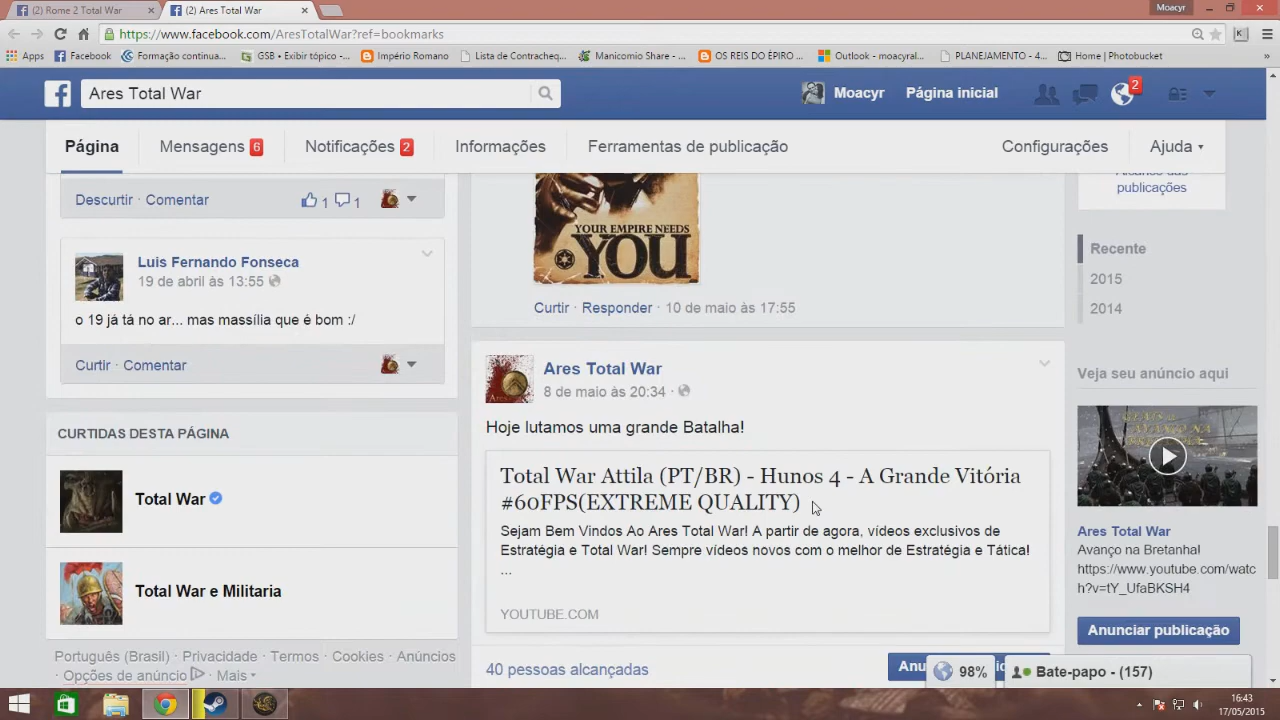 (2) Rome 2 Total War
(2) Ares Total War
Moacyr
https://www.facebook.com/AresTotalWar?ref=bookmarks
Apps
Facebook
Formação continua...
GSB • Exibir tópico -...
Império Romano
Lista de Contracheq...
Manicomio Share - ...
OS REIS DO ÉPIRO ...
Outlook - moacyral...
PLANEJAMENTO - 4...
Home | Photobucket
»
Ares Total War
Moacyr
Página inicial
2
Página
Mensagens 6
Notificações 2
Informações
Ferramentas de publicação
Configurações
Ajuda
Descurtir · Comentar
1
1
Luis Fernando Fonseca
19 de abril às 13:55
o 19 já tá no ar... mas massília que é bom :/
Curtir · Comentar
CURTIDAS DESTA PÁGINA
Total War
Total War e Militaria
Português (Brasil) · Privacidade · Termos · Cookies · Anúncios
· Opções de anúncio · Mais
YOUR EMPIRE NEEDS
YOU
Curtir · Responder · 10 de maio às 17:55
Ares Total War
8 de maio às 20:34 ·
Hoje lutamos uma grande Batalha!
Total War Attila (PT/BR) - Hunos 4 - A Grande Vitória
#60FPS(EXTREME QUALITY)
Sejam Bem Vindos Ao Ares Total War! A partir de agora, vídeos exclusivos de
Estratégia e Total War! Sempre vídeos novos com o melhor de Estratégia e Tática!
...
YOUTUBE.COM
40 pessoas alcançadas
publicações
Recente
2015
2014
Veja seu anúncio aqui
Ares Total War
Avanço na Bretanha!
https://www.youtube.com/watc
h?v=tY_UfaBKSH4
Anunciar publicação
98%
Bate-papo - (157)
16:43
17/05/2015